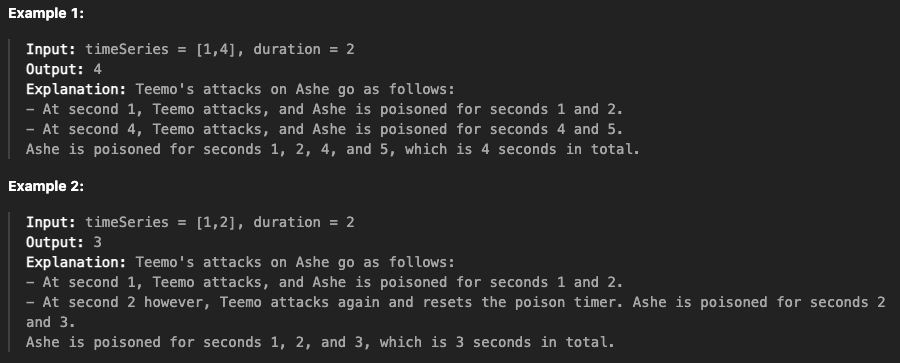 Example 1:
Input: timeSeries = [1,4], duration = 2
Output: 4
Explanation: Teemo's attacks on Ashe go as follows:
- At second 1, Teemo attacks, and Ashe is poisoned for seconds 1 and 2.
- At second 4, Teemo attacks, and Ashe is poisoned for seconds 4 and 5.
Ashe is poisoned for seconds 1, 2, 4, and 5, which is 4 seconds in total.
Example 2:
Input: timeSeries = [1,2], duration = 2
Output: 3
Explanation: Teemo's attacks on Ashe go as follows:
- At second 1, Teemo attacks, and Ashe is poisoned for seconds 1 and 2.
- At second 2 however, Teemo attacks again and resets the poison timer. Ashe is poisoned for seconds 2
and 3.
Ashe is poisoned for seconds 1, 2, and 3, which is 3 seconds in total.